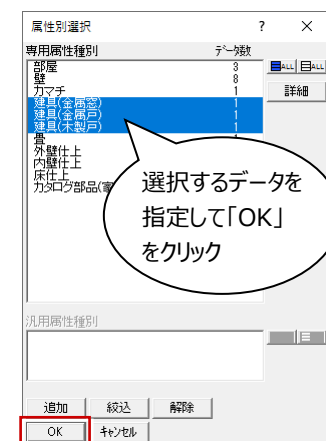 属性別選択 ? ×
専用属性種別 データ数
部屋 3
壁 8
カマチ 1
建具(金属窓) 1
建具(金属戸) 1
建具(木製戸) 1
畳
外壁仕上
内壁仕上
床仕上
カタログ部品(家
ALL ALL
詳細
選択するデータを
指定して「OK」
をクリック
汎用属性種別
追加 絞込 解除
OK キャンセル